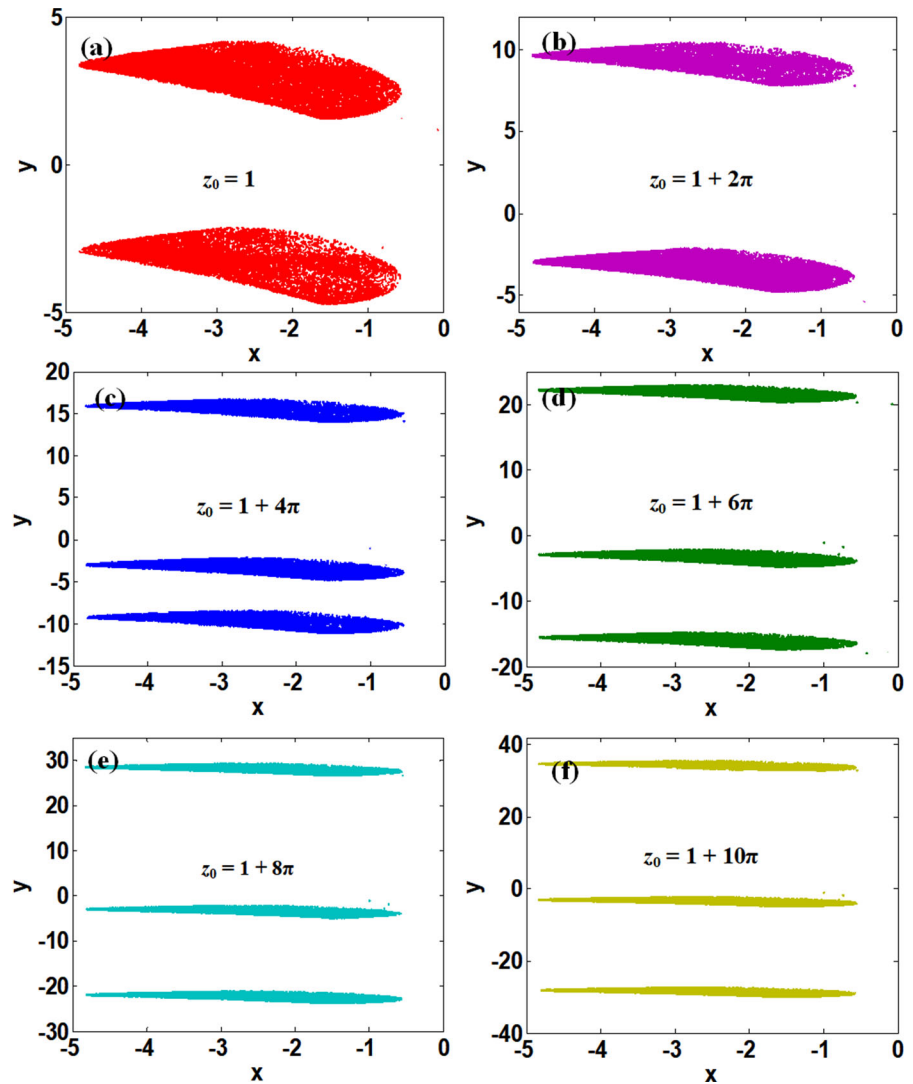 5
(a)
y
0
z₀ = 1
-5
-5 -4 -3 -2 -1 0
x
10
(b)
5
y
z₀ = 1 + 2π
0
-5
-5 -4 -3 -2 -1 0
x
20
(c)
15
10
5
y
z₀ = 1 + 4π
0
-5
-10
-15
-5 -4 -3 -2 -1 0
x
20
(d)
10
y
z₀ = 1 + 6π
0
-10
-20
-5 -4 -3 -2 -1 0
x
30
(e)
20
10
y
z₀ = 1 + 8π
0
-10
-20
-30
-5 -4 -3 -2 -1 0
x
40
(f)
20
y
z₀ = 1 + 10π
0
-20
-40
-5 -4 -3 -2 -1 0
x